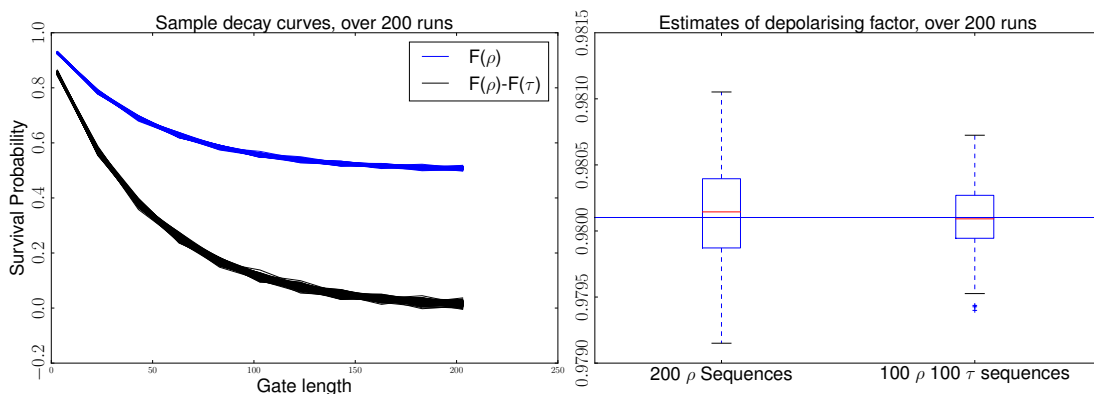 Sample decay curves, over 200 runs
Survival Probability
1.0
0.8
0.6
0.4
0.2
0.0
−0.2
F(ρ)
F(ρ)-F(τ)
0
50
100
150
200
250
Gate length
Estimates of depolarising factor, over 200 runs
0.9815
0.9810
0.9805
0.9800
0.9795
0.9790
200 ρ Sequences
100 ρ 100 τ sequences